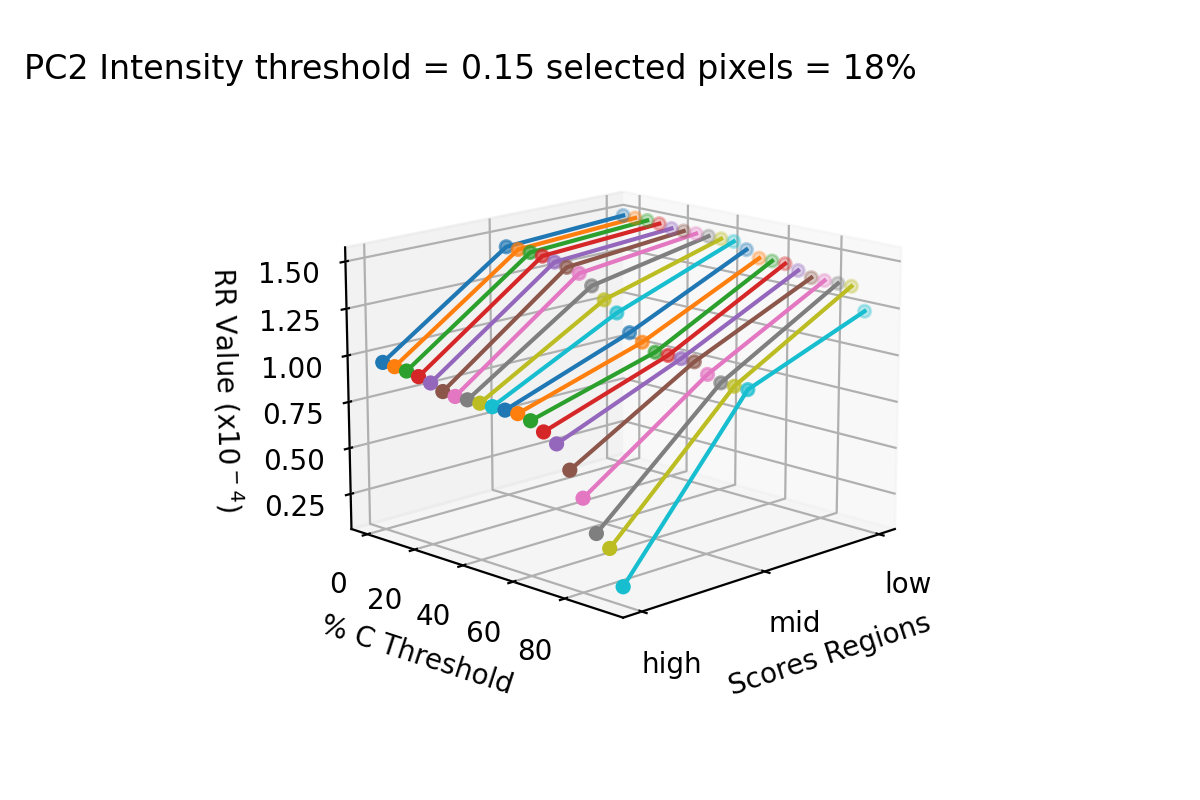 PC2 Intensity threshold = 0.15 selected pixels = 18%
RR Value (x10⁻⁴)
1.50
1.25
1.00
0.75
0.50
0.25
0
20
40
60
80
% C Threshold
high
mid
low
Scores Regions